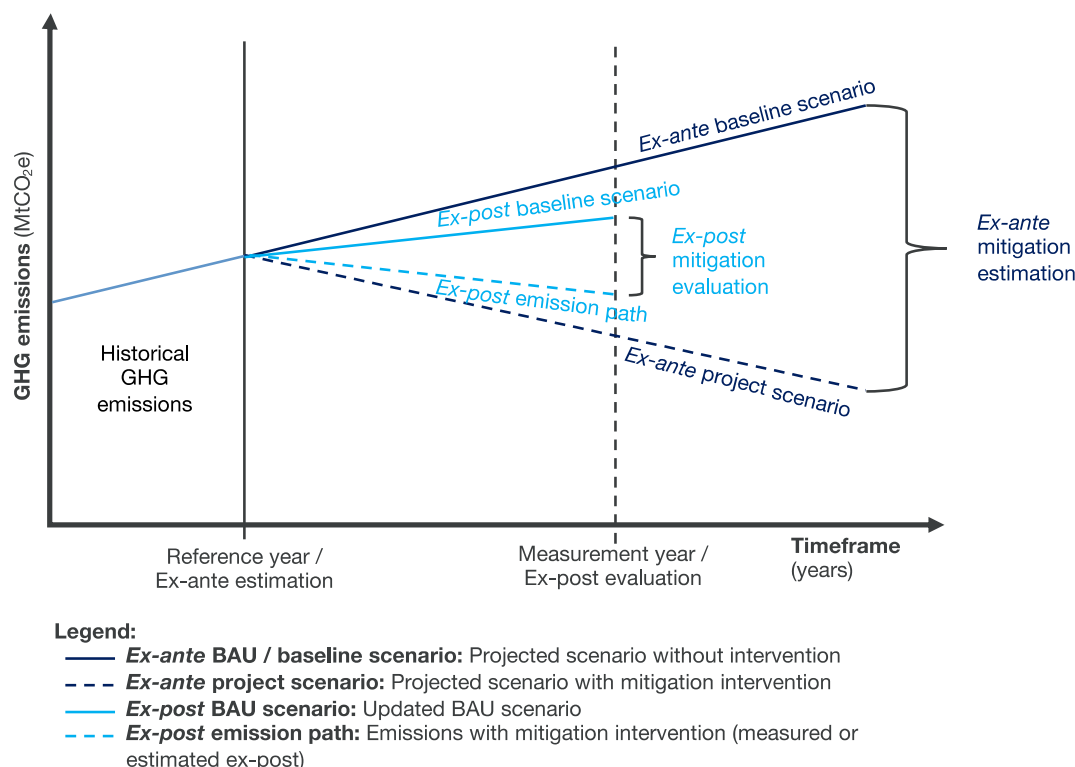 GHG emissions (MtCO₂e)
Ex-ante baseline scenario
Ex-post baseline scenario
Ex-post
mitigation
evaluation
Ex-ante
mitigation
estimation
Ex-post emission path
Ex-ante project scenario
Historical
GHG
emissions
Reference year /
Ex-ante estimation
Measurement year /
Ex-post evaluation
Timeframe
(years)
Legend:
Ex-ante BAU / baseline scenario: Projected scenario without intervention
Ex-ante project scenario: Projected scenario with mitigation intervention
Ex-post BAU scenario: Updated BAU scenario
Ex-post emission path: Emissions with mitigation intervention (measured or
estimated ex-post)